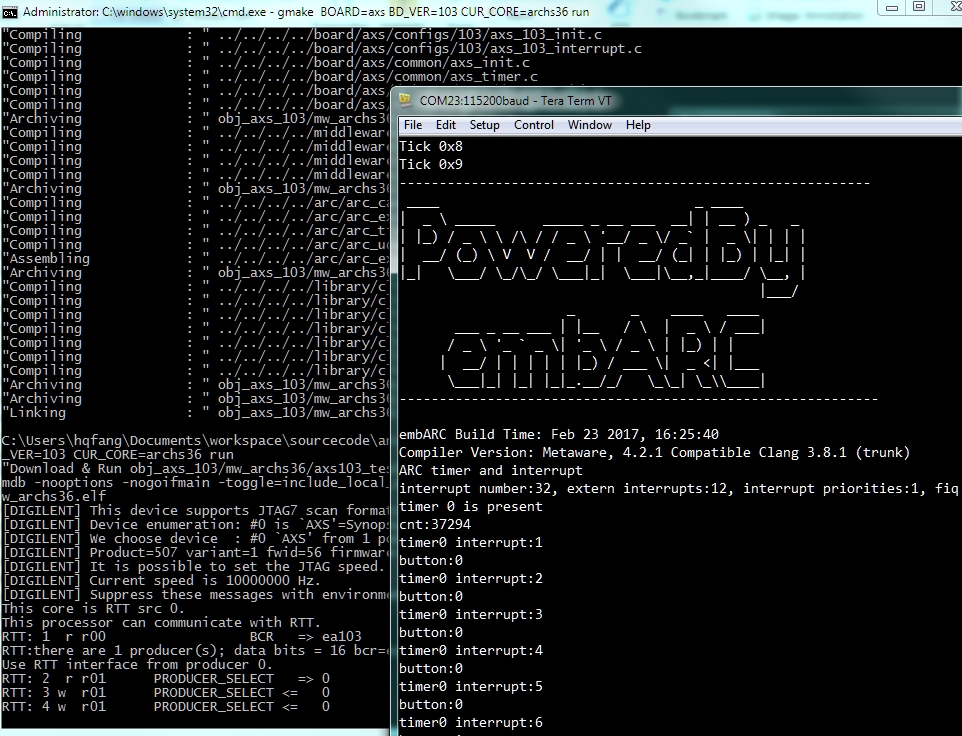 Administrator: C:\windows\system32\cmd.exe - gmake  BOARD=axs BD_VER=103 CUR_CORE=archs36 run
"Compiling             : " ../../../../board/axs/configs/103/axs_103_init.c
"Compiling             : " ../../../../board/axs/configs/103/axs_103_interrupt.c
"Compiling             : " ../../../../board/axs/common/axs_init.c
"Compiling             : " ../../../../board/axs/common/axs_timer.c
"Compiling             : " ../../../../board/axs
"Compiling             : " ../../../../board/axs
"Archiving             : " obj_axs_103/mw_archs36
"Compiling             : " ../../../../middleware
"Compiling             : " ../../../../middleware
"Compiling             : " ../../../../middleware
"Compiling             : " ../../../../middleware
"Archiving             : " obj_axs_103/mw_archs36
"Compiling             : " ../../../../arc/arc_ca
"Compiling             : " ../../../../arc/arc_ex
"Compiling             : " ../../../../arc/arc_ti
"Compiling             : " ../../../../arc/arc_ud
"Assembling            : " ../../../../arc/arc_ex
"Archiving             : " obj_axs_103/mw_archs36
"Compiling             : " ../../../../library/cl
"Compiling             : " ../../../../library/cl
"Compiling             : " ../../../../library/cl
"Compiling             : " ../../../../library/cl
"Compiling             : " ../../../../library/cl
"Compiling             : " ../../../../library/cl
"Compiling             : " ../../../../library/cl
"Archiving             : " obj_axs_103/mw_archs36
"Archiving             : " obj_axs_103/mw_archs36
"Linking               : " obj_axs_103/mw_archs36
C:\Users\hqfang\Documents\workspace\sourcecode\
_VER=103 CUR_CORE=archs36 run
"Download & Run obj_axs_103/mw_archs36/axs103_tes
mdb -nooptions -nogoifmain -toggle=include_local_
w_archs36.elf
[DIGILENT] This device supports JTAG7 scan format
[DIGILENT] Device enumeration: #0 is `AXS'=Synops
[DIGILENT] We choose device  : #0 `AXS' from 1 po
[DIGILENT] Product=507 variant=1 fwid=56 firmware
[DIGILENT] It is possible to set the JTAG speed.
[DIGILENT] Current speed is 10000000 Hz.
[DIGILENT] Suppress these messages with environme
This core is RTT src 0.
This processor can communicate with RTT.
RTT: 1  r r00                  BCR   => ea103
RTT:there are 1 producer(s); data bits = 16 bcr=
Use RTT interface from producer 0.
RTT: 2  r r01      PRODUCER_SELECT   => 0
RTT: 3 w  r01      PRODUCER_SELECT <=   0
RTT: 4 w  r01      PRODUCER_SELECT <=   0
COM23:115200baud - Tera Term VT
File Edit Setup Control Window Help
Tick 0x8
Tick 0x9
PoweredBy
embARC
embARC Build Time: Feb 23 2017, 16:25:40
Compiler Version: Metaware, 4.2.1 Compatible Clang 3.8.1 (trunk)
ARC timer and interrupt
interrupt number:32, extern interrupts:12, interrupt priorities:1, fiq
timer 0 is present
cnt:37294
timer0 interrupt:1
button:0
timer0 interrupt:2
button:0
timer0 interrupt:3
button:0
timer0 interrupt:4
button:0
timer0 interrupt:5
button:0
timer0 interrupt:6